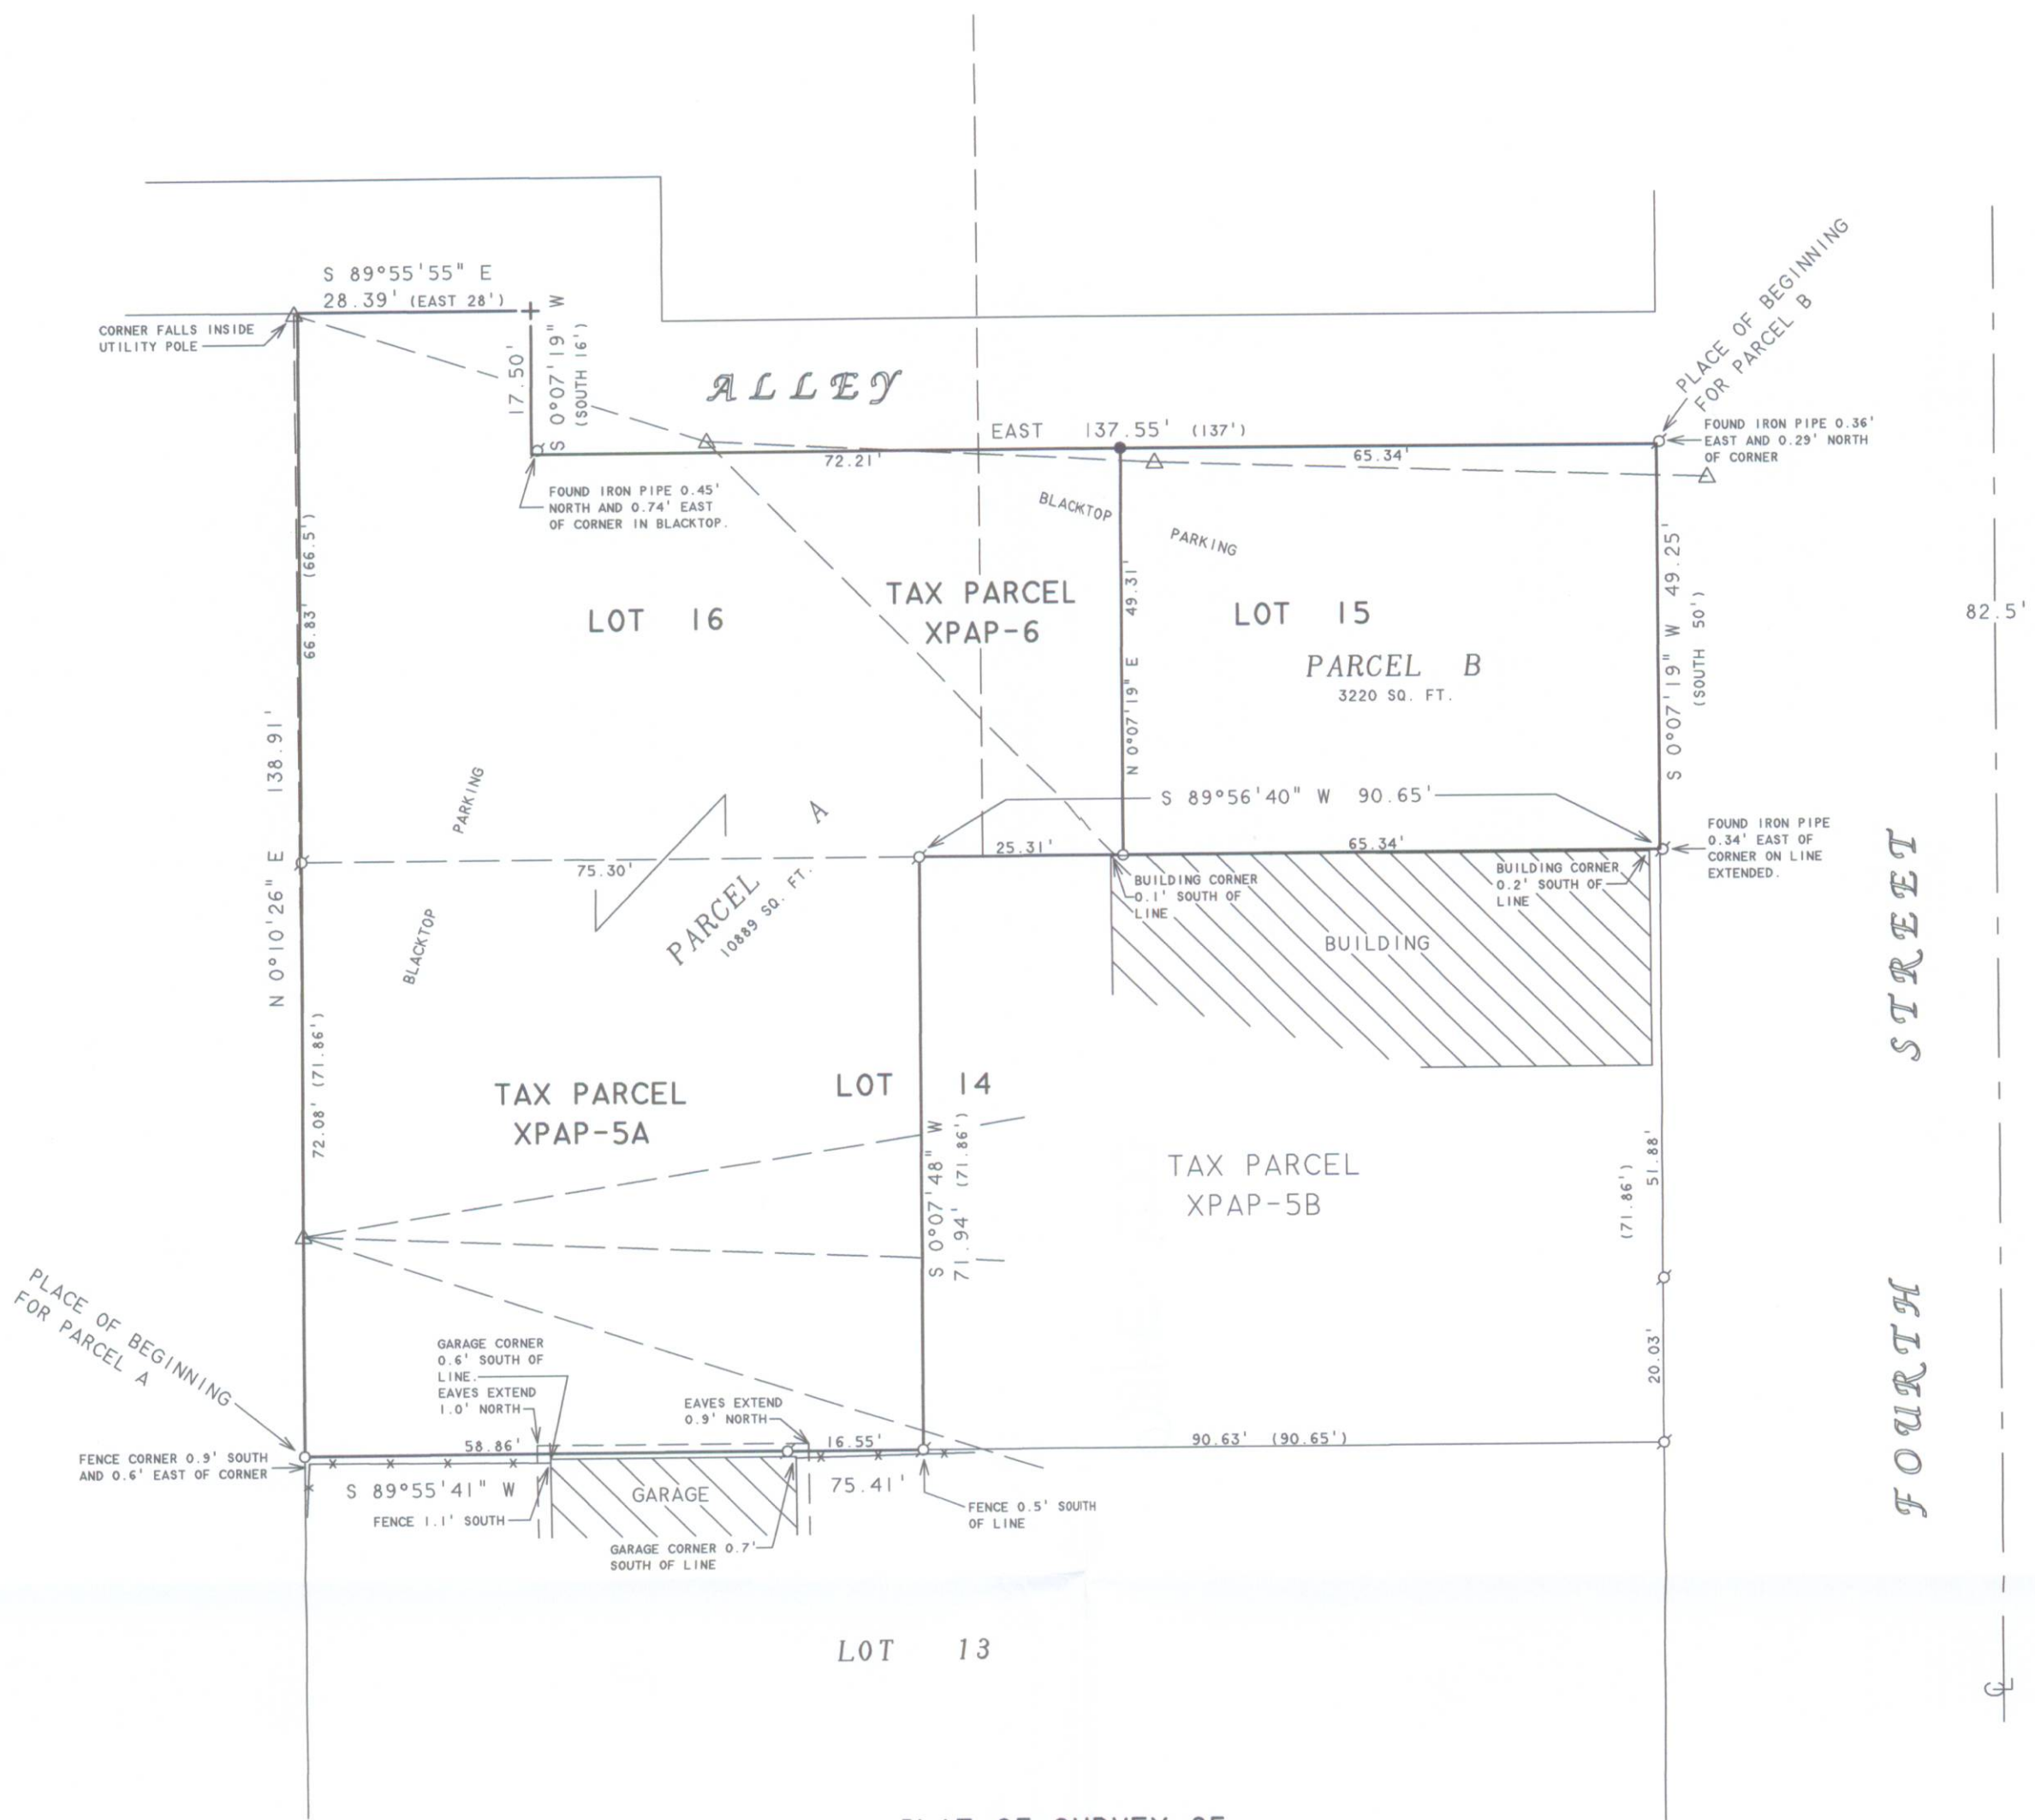 S 89°55'55" E
28.39' (EAST 28')
CORNER FALLS INSIDE
UTILITY POLE
17.50'
S 0°07'19" W
(SOUTH 16')
ALLEY
EAST 137.55' (137')
72.21'
65.34'
PLACE OF BEGINNING
FOR PARCEL B
FOUND IRON PIPE 0.36'
EAST AND 0.29' NORTH
OF CORNER
FOUND IRON PIPE 0.45'
NORTH AND 0.74' EAST
OF CORNER IN BLACKTOP.
BLACKTOP
PARKING
66.83' (66.5')
LOT 16
TAX PARCEL
XPAP-6
49.31'
N 0°07'19" E
LOT 15
PARCEL B
3220 SQ. FT.
S 0°07'19" W 49.25'
(SOUTH 50')
82.5'
N 0°10'26" E 138.91'
PARKING
BLACKTOP
75.30'
PARCEL A
10889 SQ. FT.
S 89°56'40" W 90.65'
25.31'
65.34'
BUILDING CORNER
0.1' SOUTH OF
LINE
BUILDING CORNER
0.2' SOUTH OF
LINE
FOUND IRON PIPE
0.34' EAST OF
CORNER ON LINE
EXTENDED.
BUILDING
FOURTH STREET
72.08' (71.86')
TAX PARCEL
XPAP-5A
LOT 14
S 0°07'48" W
71.94' (71.86')
TAX PARCEL
XPAP-5B
(71.86')
51.88'
20.03'
PLACE OF BEGINNING
FOR PARCEL A
GARAGE CORNER
0.6' SOUTH OF
LINE.
EAVES EXTEND
1.0' NORTH
EAVES EXTEND
0.9' NORTH
58.86'
16.55'
90.63' (90.65')
FENCE CORNER 0.9' SOUTH
AND 0.6' EAST OF CORNER
S 89°55'41" W
75.41'
GARAGE
FENCE 1.1' SOUTH
FENCE 0.5' SOUTH
OF LINE
GARAGE CORNER 0.7'
SOUTH OF LINE
LOT 13
CL
PLAT OF SURVEY OF